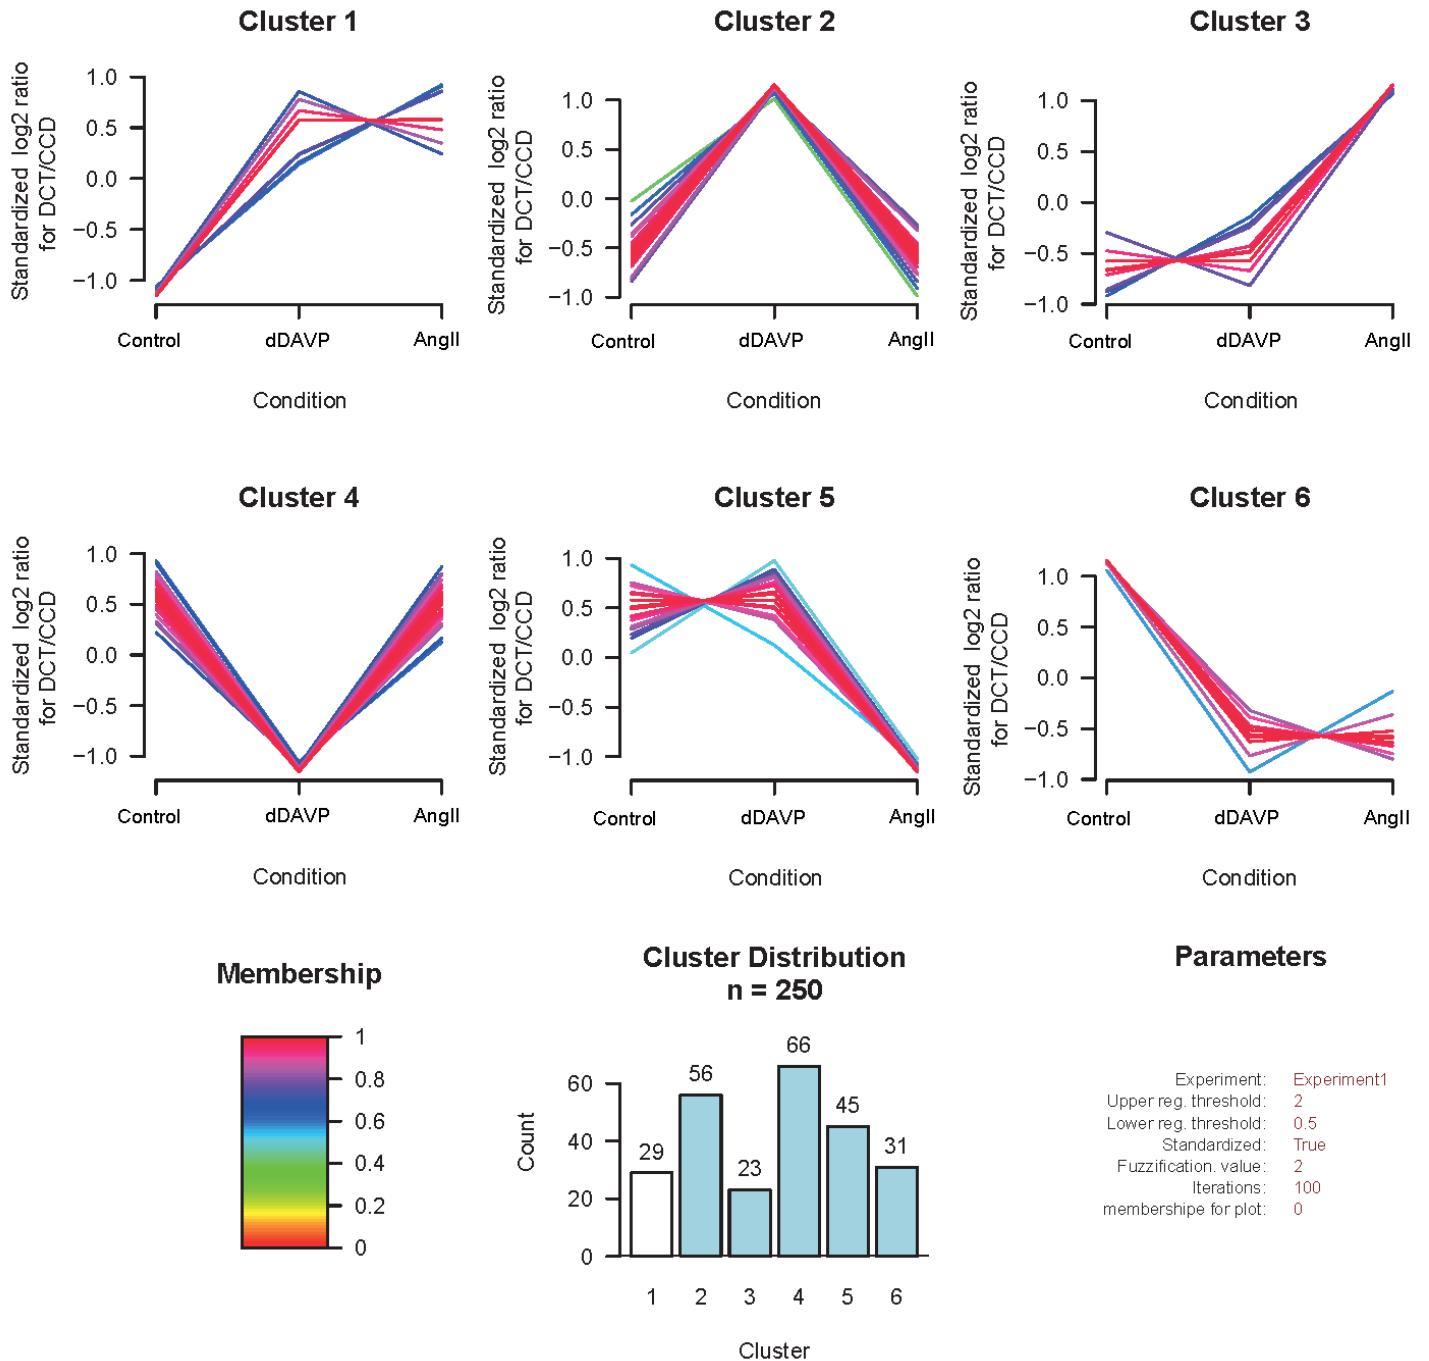 Cluster 1
Standardized log2 ratio
for DCT/CCD
1.0
0.5
0.0
−0.5
−1.0
Control
dDAVP
AngII
Condition
Cluster 2
Standardized log2 ratio
for DCT/CCD
1.0
0.5
0.0
−0.5
−1.0
Control
dDAVP
AngII
Condition
Cluster 3
Standardized log2 ratio
for DCT/CCD
1.0
0.5
0.0
−0.5
−1.0
Control
dDAVP
AngII
Condition
Cluster 4
Standardized log2 ratio
for DCT/CCD
1.0
0.5
0.0
−0.5
−1.0
Control
dDAVP
AngII
Condition
Cluster 5
Standardized log2 ratio
for DCT/CCD
1.0
0.5
0.0
−0.5
−1.0
Control
dDAVP
AngII
Condition
Cluster 6
Standardized log2 ratio
for DCT/CCD
1.0
0.5
0.0
−0.5
−1.0
Control
dDAVP
AngII
Condition
Membership
1
0.8
0.6
0.4
0.2
0
Cluster Distribution
n = 250
Count
60
40
20
0
29
56
23
66
45
31
1 2 3 4 5 6
Cluster
Parameters
Experiment: Experiment1
Upper reg. threshold: 2
Lower reg. threshold: 0.5
Standardized: True
Fuzzification. value: 2
Iterations: 100
membershipe for plot: 0